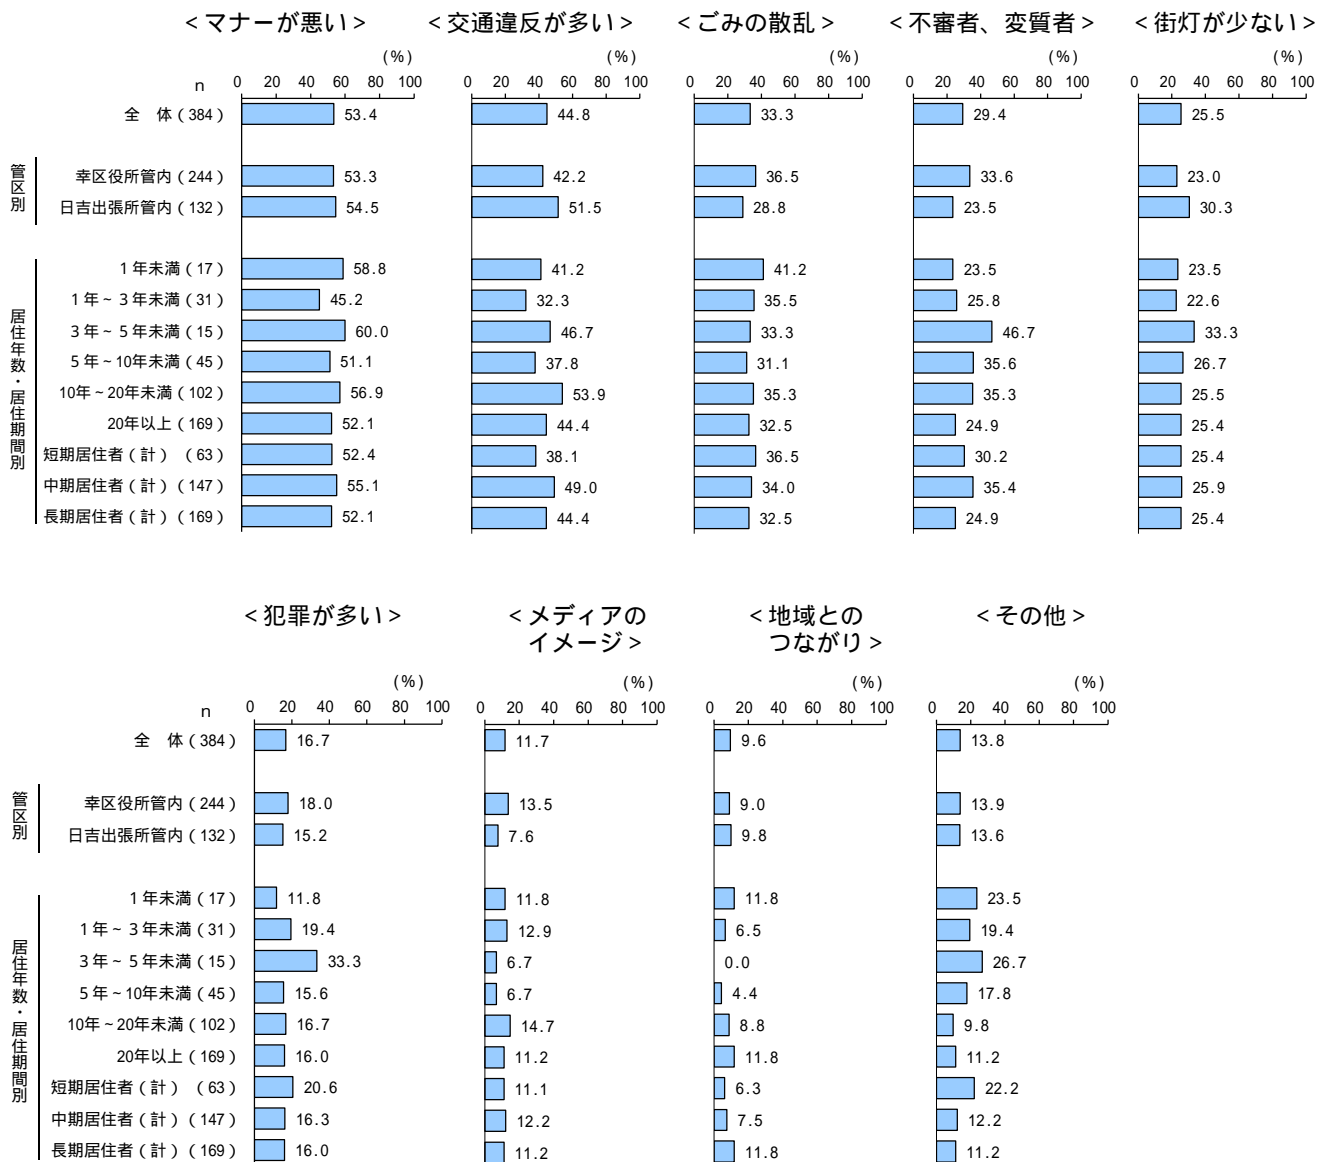 ＜マナーが悪い＞ ＜交通違反が多い＞ ＜ごみの散乱＞ ＜不審者、変質者＞ ＜街灯が少ない＞
(%) (%) (%) (%) (%)
n 0 20 40 60 80 100 0 20 40 60 80 100 0 20 40 60 80 100 0 20 40 60 80 100 0 20 40 60 80 100
全　体(384) 53.4 44.8 33.3 29.4 25.5
管区別
幸区役所管内(244) 53.3 42.2 36.5 33.6 23.0
日吉出張所管内(132) 54.5 51.5 28.8 23.5 30.3
居住年数・居住期間別
1年未満(17) 58.8 41.2 41.2 23.5 23.5
1年~3年未満(31) 45.2 32.3 35.5 25.8 22.6
3年~5年未満(15) 60.0 46.7 33.3 46.7 33.3
5年~10年未満(45) 51.1 37.8 31.1 35.6 26.7
10年~20年未満(102) 56.9 53.9 35.3 35.3 25.5
20年以上(169) 52.1 44.4 32.5 24.9 25.4
短期居住者(計) (63) 52.4 38.1 36.5 30.2 25.4
中期居住者(計)(147) 55.1 49.0 34.0 35.4 25.9
長期居住者(計)(169) 52.1 44.4 32.5 24.9 25.4
＜犯罪が多い＞ ＜メディアの ＜地域との ＜その他＞
イメージ＞ つながり＞
(%) (%) (%) (%)
n 0 20 40 60 80 100 0 20 40 60 80 100 0 20 40 60 80 100 0 20 40 60 80 100
全　体(384) 16.7 11.7 9.6 13.8
管区別
幸区役所管内(244) 18.0 13.5 9.0 13.9
日吉出張所管内(132) 15.2 7.6 9.8 13.6
居住年数・居住期間別
1年未満(17) 11.8 11.8 11.8 23.5
1年~3年未満(31) 19.4 12.9 6.5 19.4
3年~5年未満(15) 33.3 6.7 0.0 26.7
5年~10年未満(45) 15.6 6.7 4.4 17.8
10年~20年未満(102) 16.7 14.7 8.8 9.8
20年以上(169) 16.0 11.2 11.8 11.2
短期居住者(計) (63) 20.6 11.1 6.3 22.2
中期居住者(計)(147) 16.3 12.2 7.5 12.2
長期居住者(計)(169) 16.0 11.2 11.8 11.2